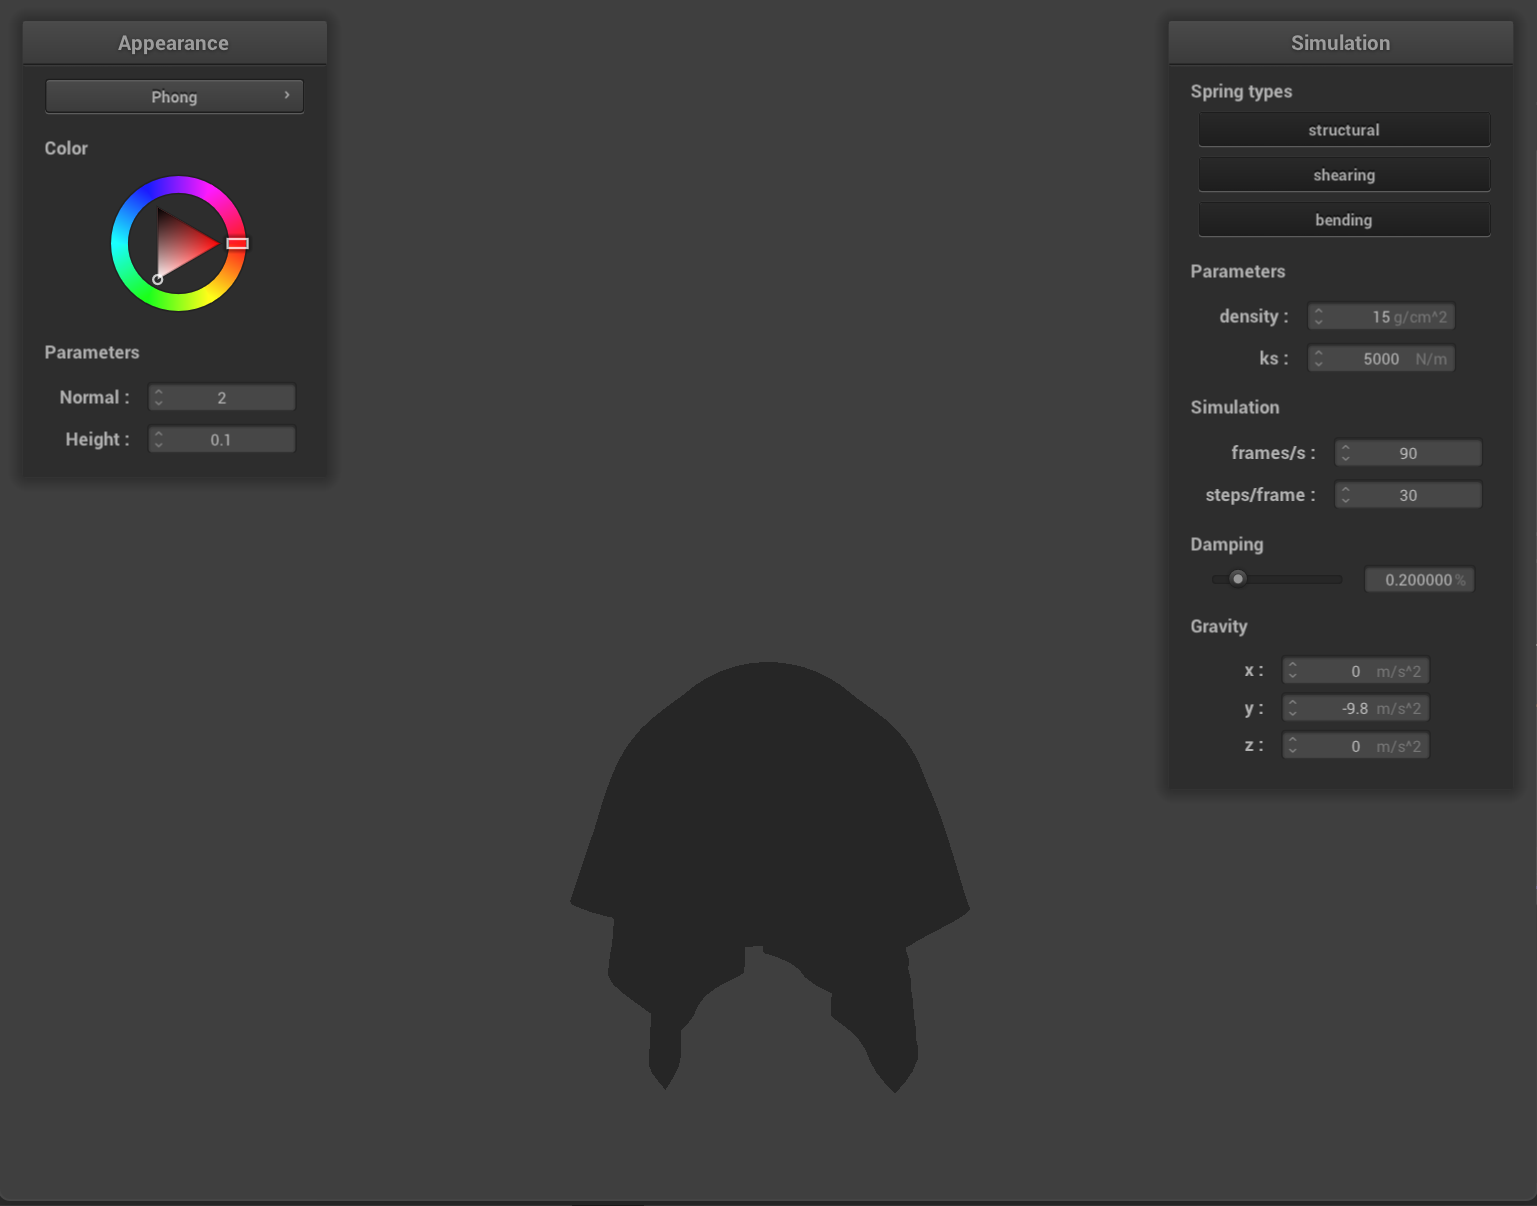 Appearance
Phong
Color
Parameters
Normal : 2
Height : 0.1
Simulation
Spring types
structural
shearing
bending
Parameters
density : 15 g/cm^2
ks : 5000 N/m
Simulation
frames/s : 90
steps/frame : 30
Damping
0.200000 %
Gravity
x : 0 m/s^2
y : -9.8 m/s^2
z : 0 m/s^2